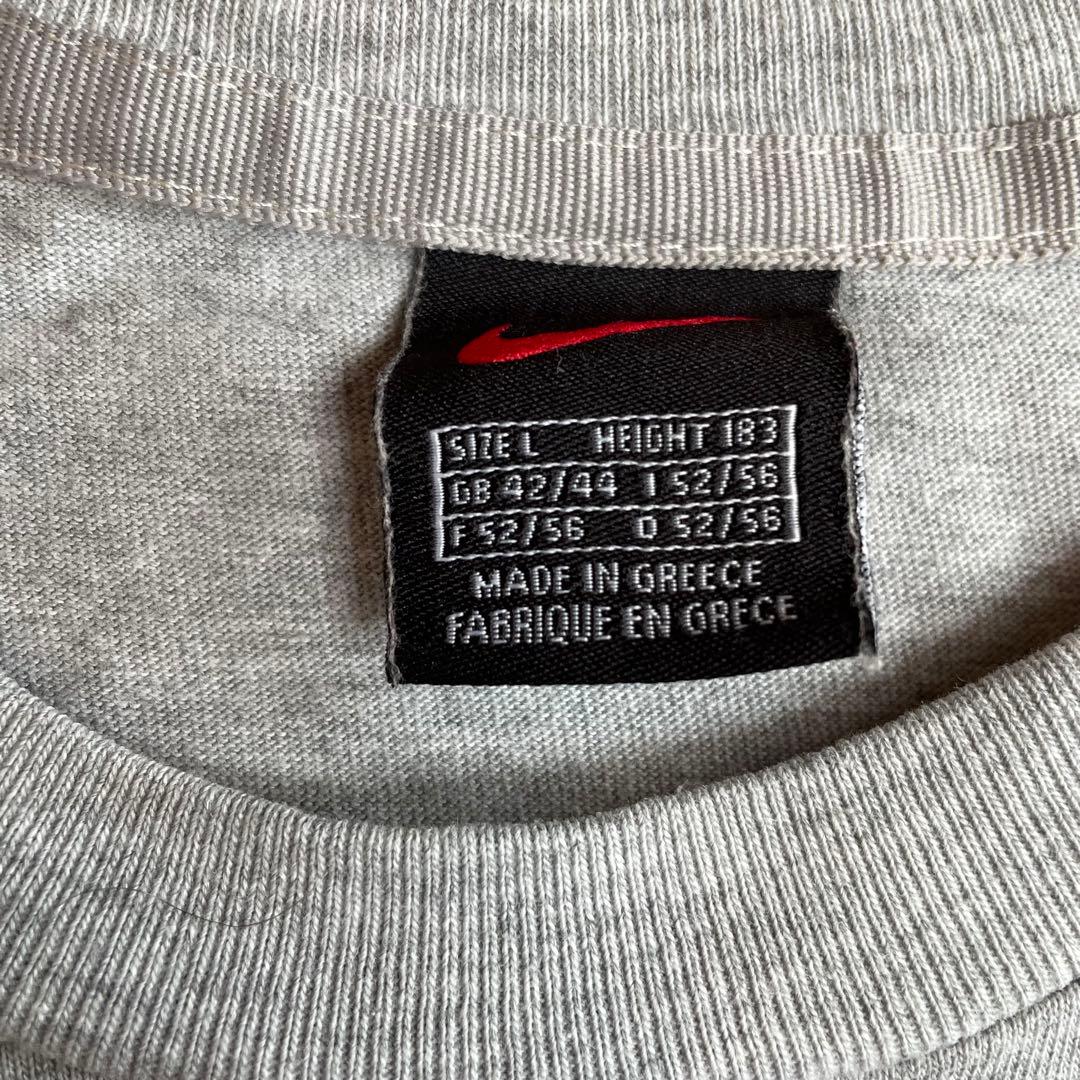 SIZE L HEIGHT 183
GB 42/44 I 52/56
F 52/56 D 52/56
MADE IN GREECE
FABRIQUE EN GRECE